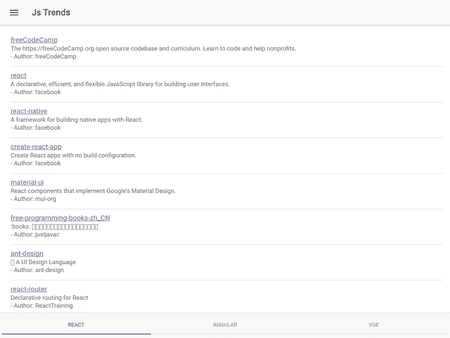 Js Trends
freeCodeCamp
The https://freeCodeCamp.org open source codebase and curriculum. Learn to code and help nonprofits.
- Author: freeCodeCamp
react
A declarative, efficient, and flexible JavaScript library for building user interfaces.
- Author: facebook
react-native
A framework for building native apps with React.
- Author: facebook
create-react-app
Create React apps with no build configuration.
- Author: facebook
material-ui
React components that implement Google's Material Design.
- Author: mui-org
free-programming-books-zh_CN
:books:
- Author: justjavac
ant-design
A UI Design Language
- Author: ant-design
react-router
Declarative routing for React
- Author: ReactTraining
REACT ANGULAR VUE